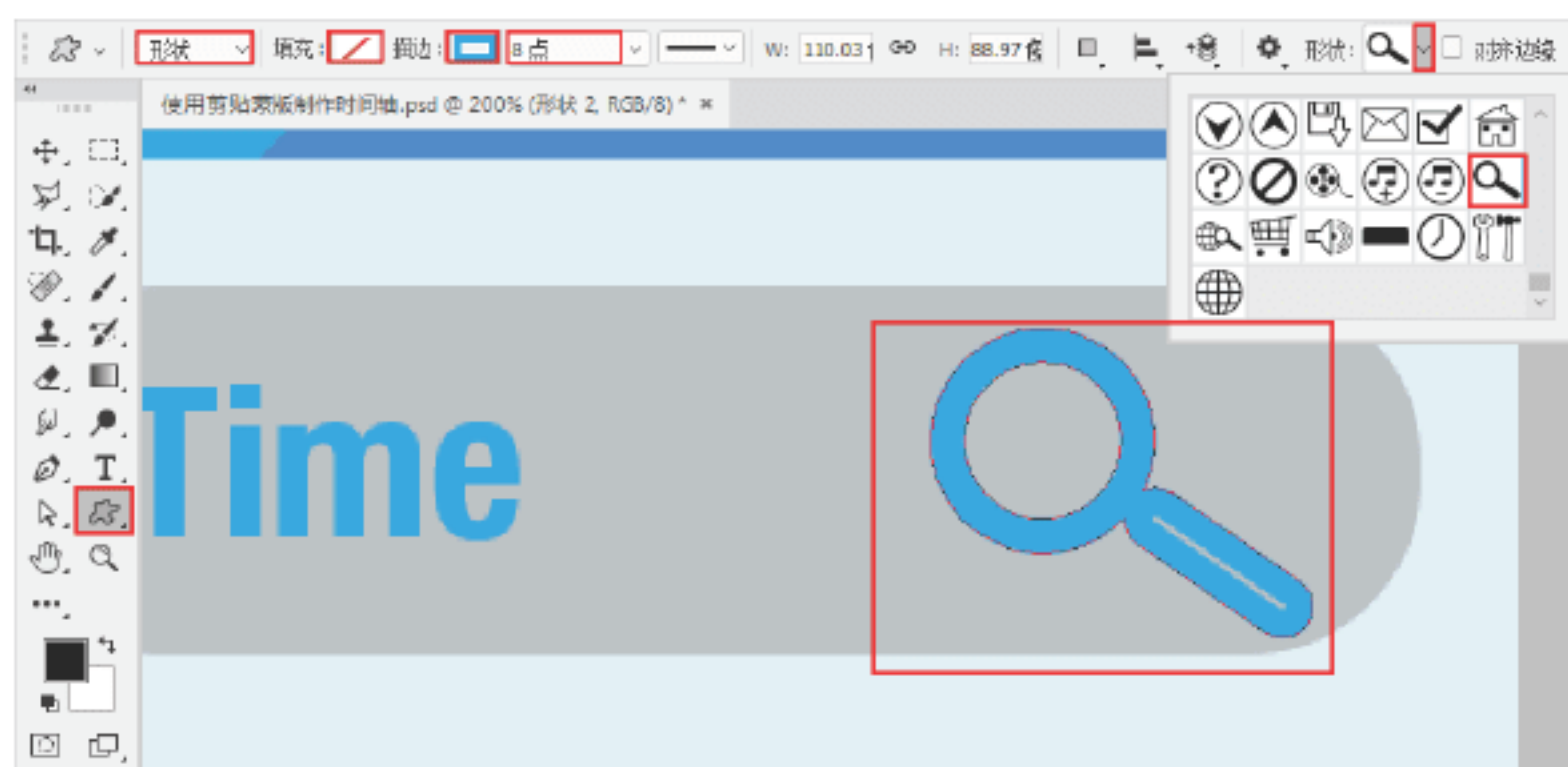 形状 填充: 描边: 8点 W: 110.03 H: 88.97 像 形状: 对齐边缘
使用剪贴蒙版制作时间轴.psd @ 200% (形状 2, RGB/8) * ×
Time